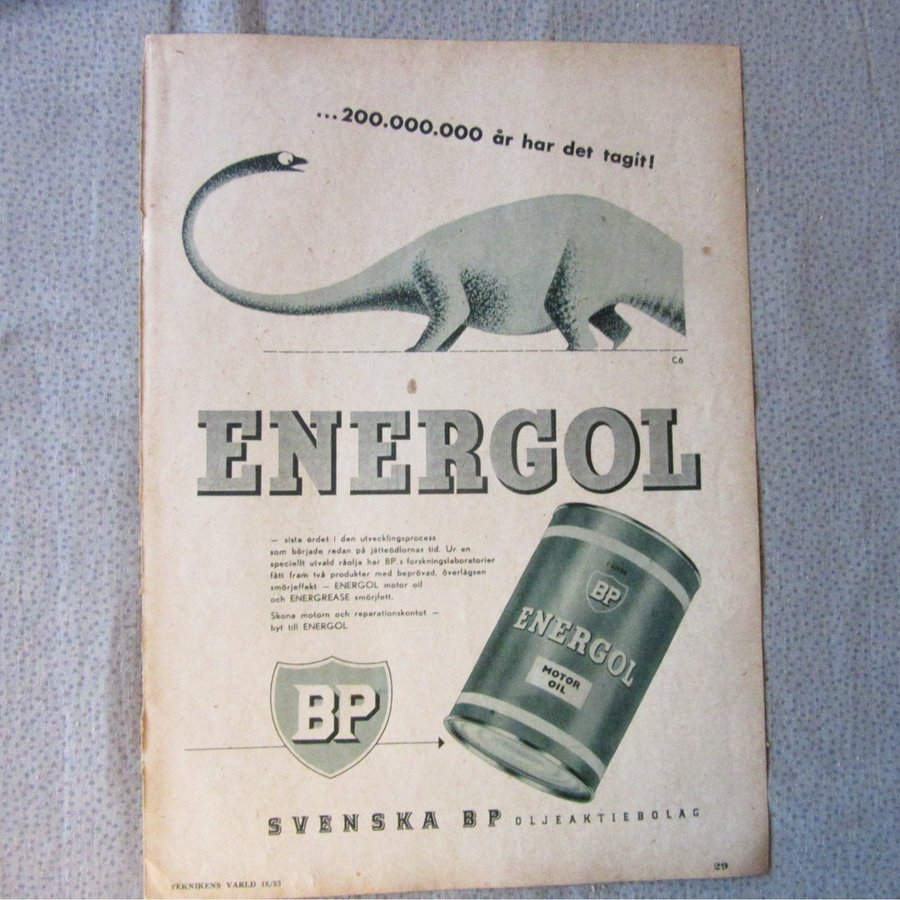 ...200.000.000 år har det tagit!
C6
ENERGOL
— sista ordet i den utvecklingsprocess
som började redan på jätteödlornas tid. Ur en
speciellt utvald råolja har BP.s forskningslaboratorier
fått fram två produkter med beprövad, överlägsen
smörjeffekt — ENERGOL motor oil
och ENERGREASE smörjfett.
Skona motorn och reparationskontot —
byt till ENERGOL
BP
ENERGOL
MOTOR
OIL
BP
SVENSKA BP OLJEAKTIEBOLAG
TEKNIKENS VÄRLD 18/53
29